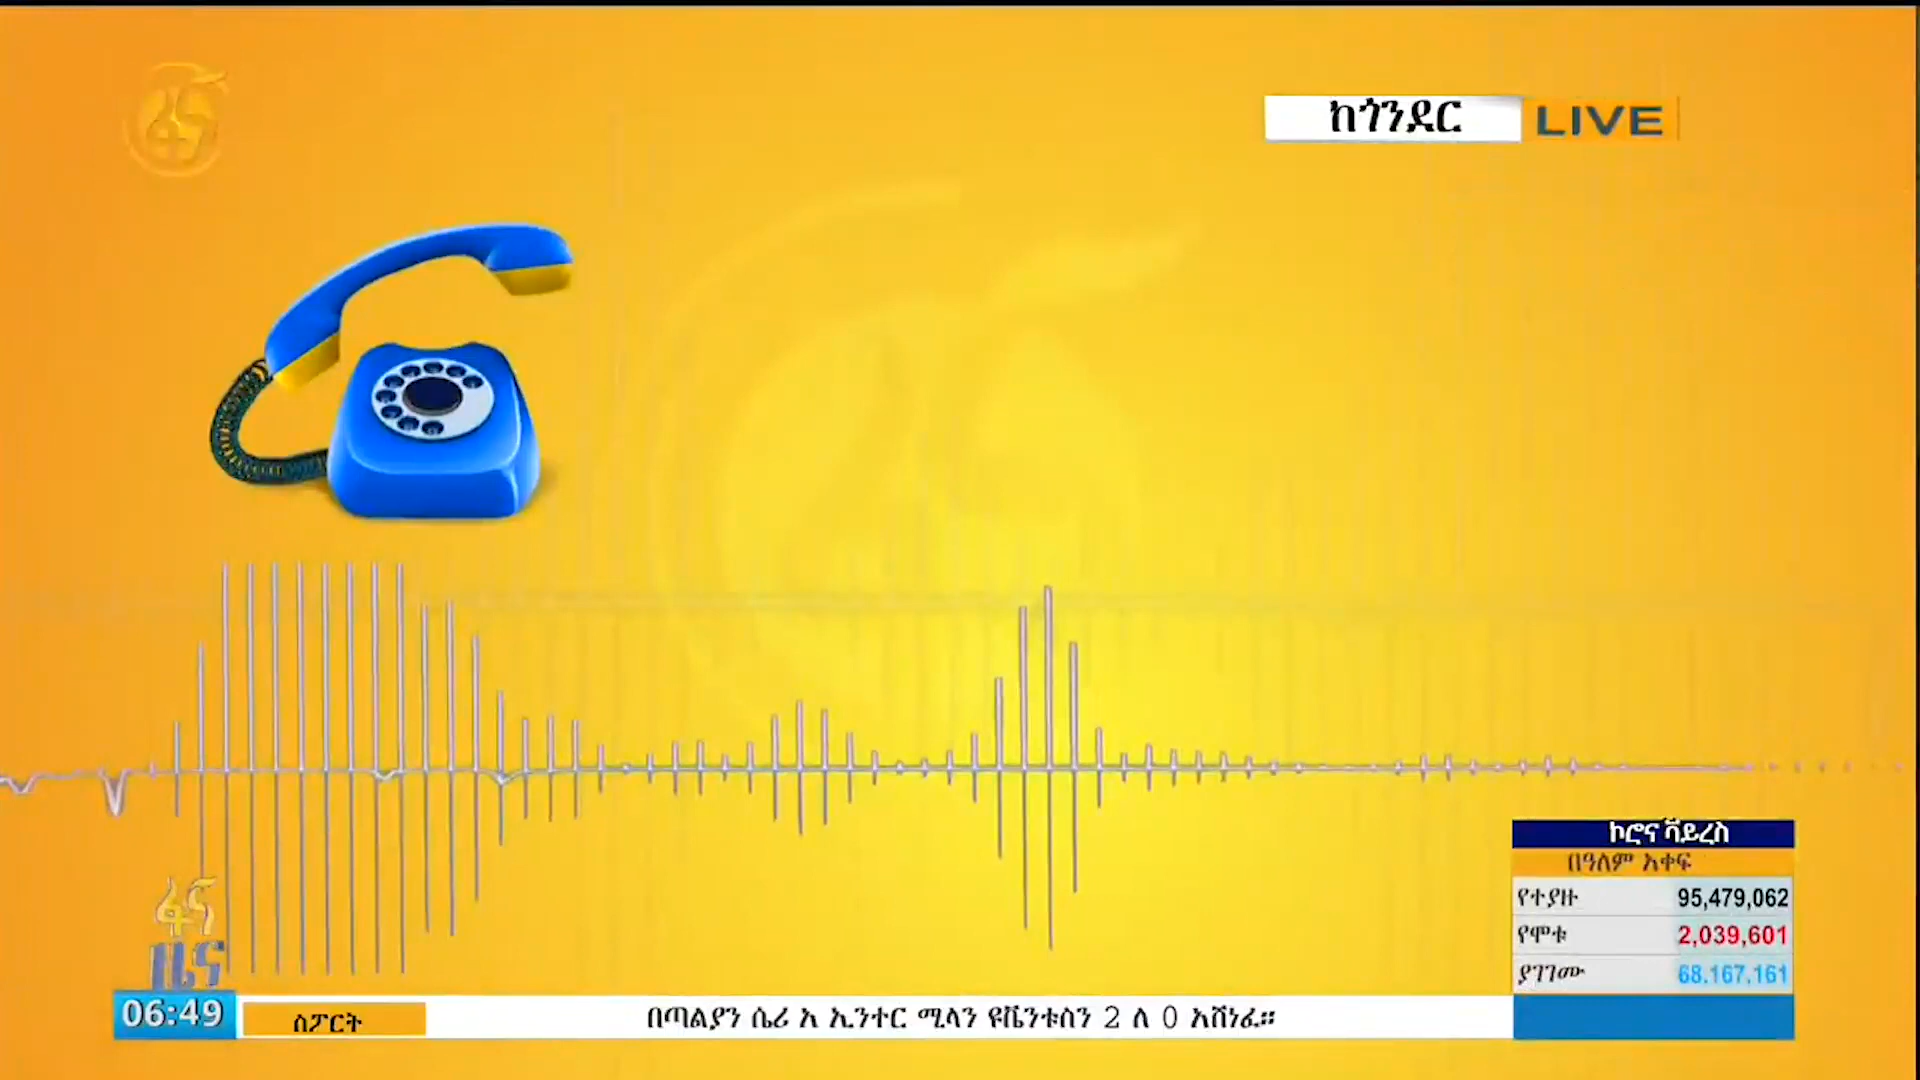 ፋና
ከጎንደር LIVE
ኮሮና ቫይረስ
በዓለም አቀፍ
የተያዙ 95,479,062
የሞቱ 2,039,601
ያገገሙ 68,167,161
ፋና
ዜና
06:49 ስፖርት በጣልያን ሴሪ አ ኢንተር ሚላን ዩቬንቱስን 2 ለ 0 አሸነፈ።